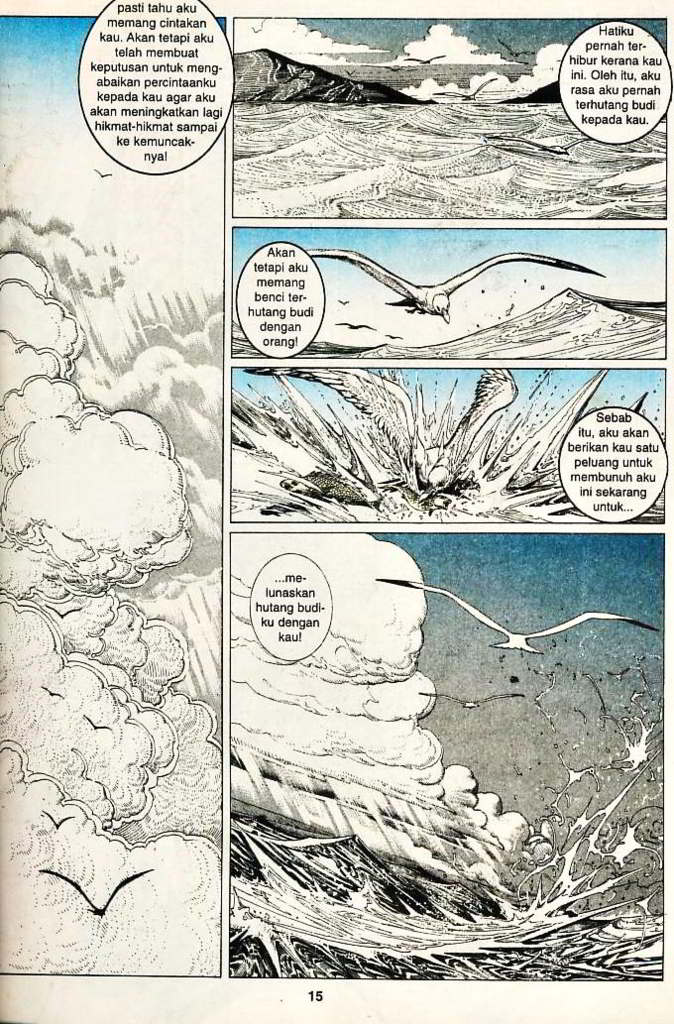 pasti tahu aku
memang cintakan
kau. Akan tetapi aku
telah membuat
keputusan untuk meng-
abaikan percintaanku
kepada kau agar aku
akan meningkatkan lagi
hikmat-hikmat sampai
ke kemuncak-
nya!
Hatiku
pernah ter-
hibur kerana kau
ini. Oleh itu, aku
rasa aku pernah
terhutang budi
kepada kau.
Akan
tetapi aku
memang
benci ter-
hutang budi
dengan
orang!
Sebab
itu, aku akan
berikan kau satu
peluang untuk
membunuh aku
ini sekarang
untuk...
...me-
lunaskan
hutang budi-
ku dengan
kau!
15